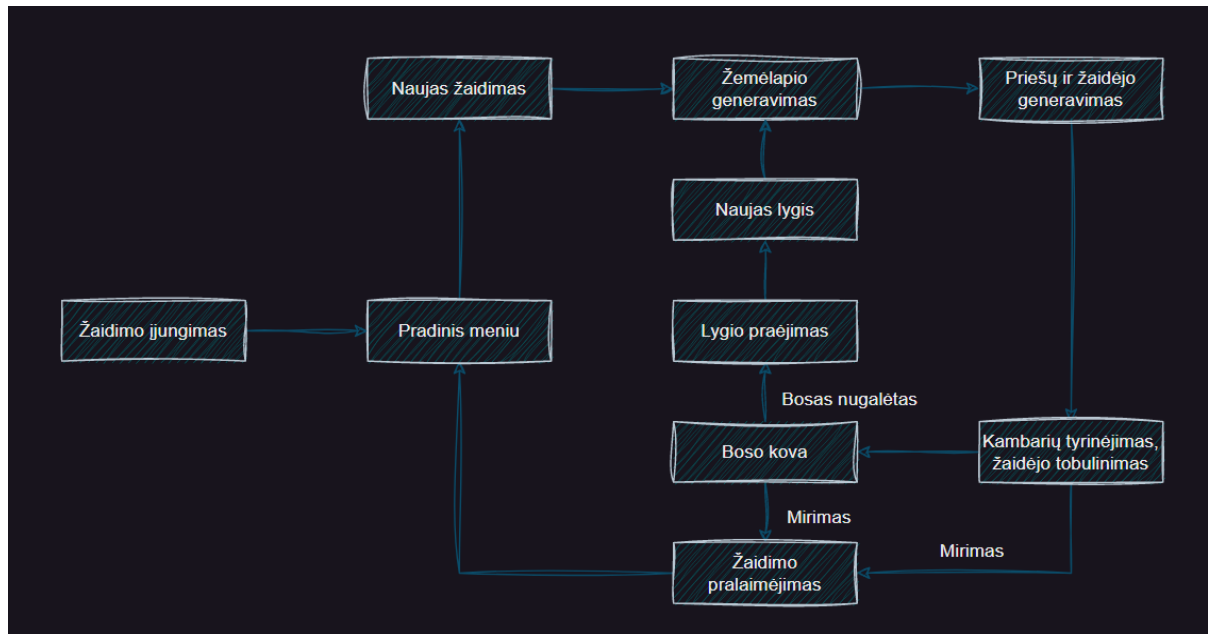 Naujas žaidimas
Žemėlapio
generavimas
Priešų ir žaidėjo
generavimas
Naujas lygis
Žaidimo įjungimas
Pradinis meniu
Lygio praėjimas
Bosas nugalėtas
Boso kova
Kambarių tyrinėjimas,
žaidėjo tobulinimas
Mirimas
Mirimas
Žaidimo
pralaimėjimas